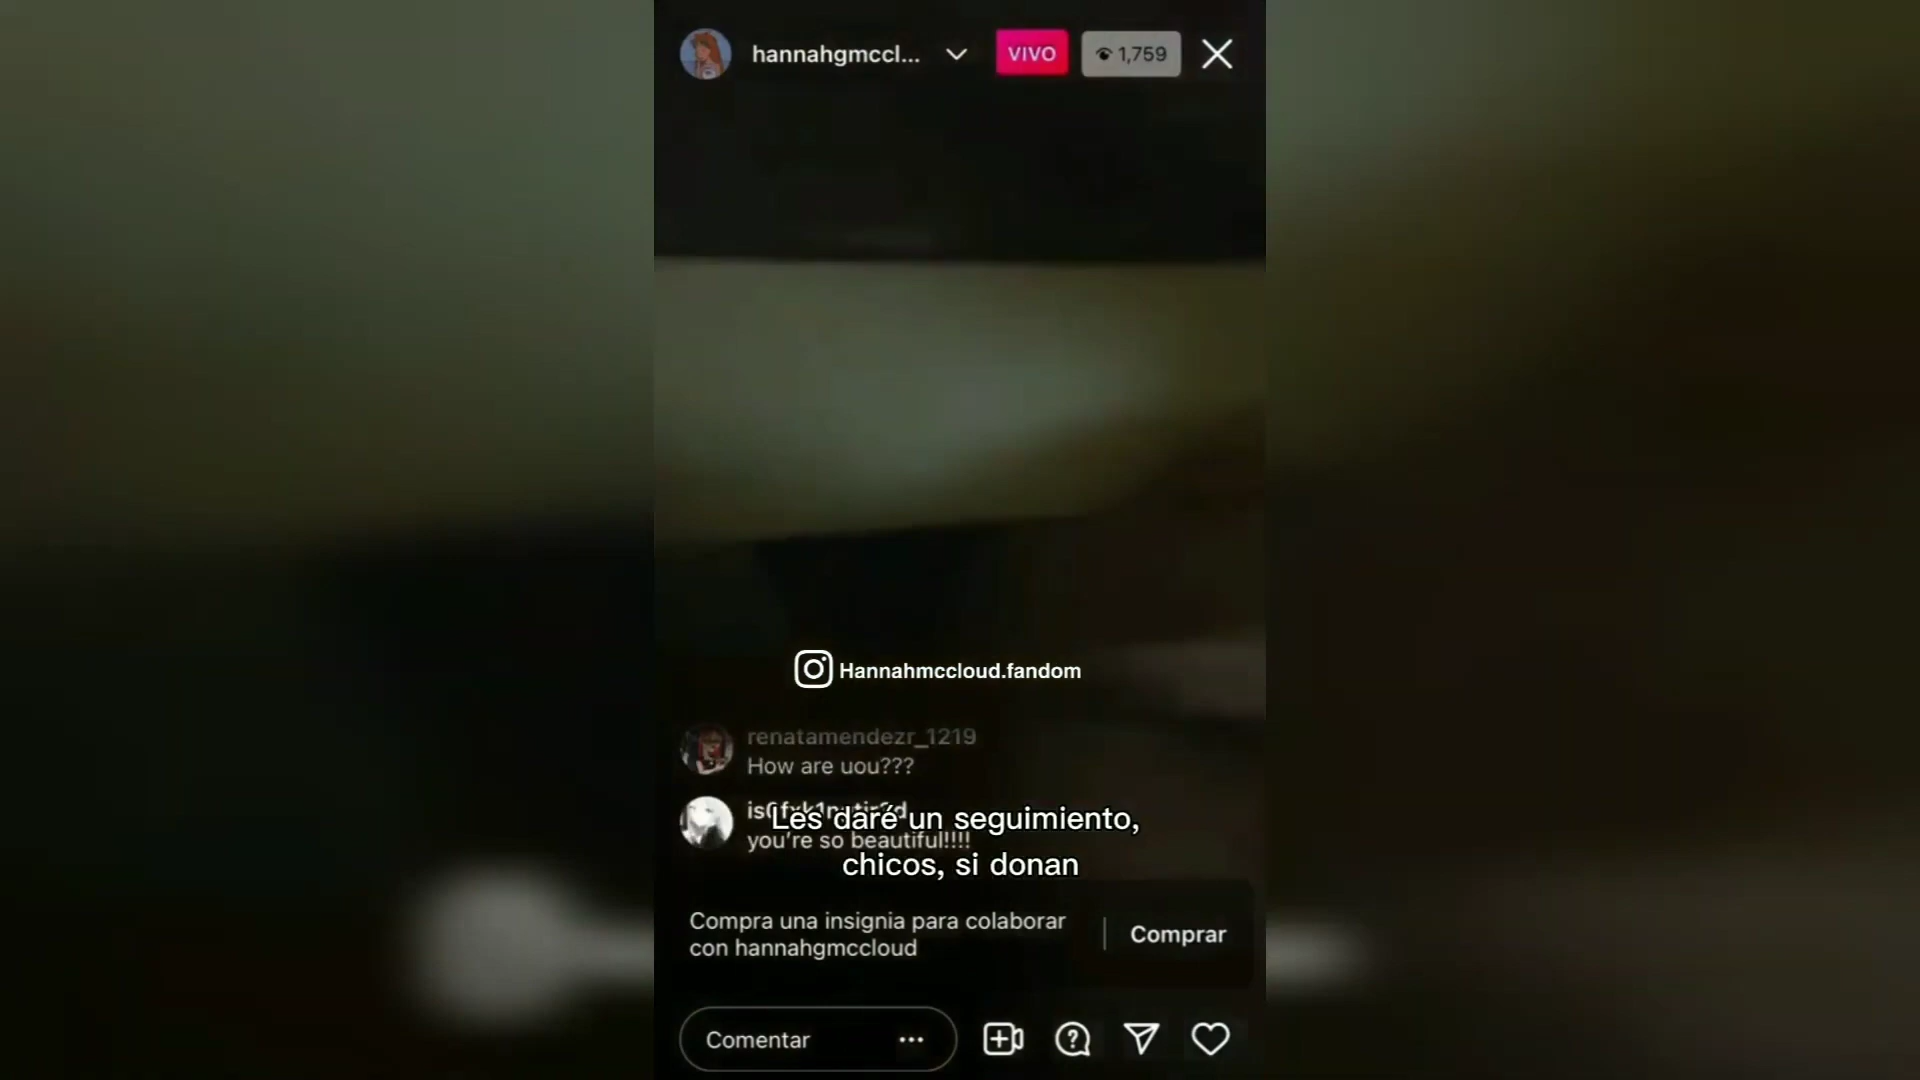 hannahgmccl...
VIVO
1,759
Hannahmccloud.fandom
renatamendezr_1219
How are uou???
Les daré un seguimiento,
you're so beautiful!!!!
chicos, si donan
Compra una insignia para colaborar
con hannahgmccloud
Comprar
Comentar